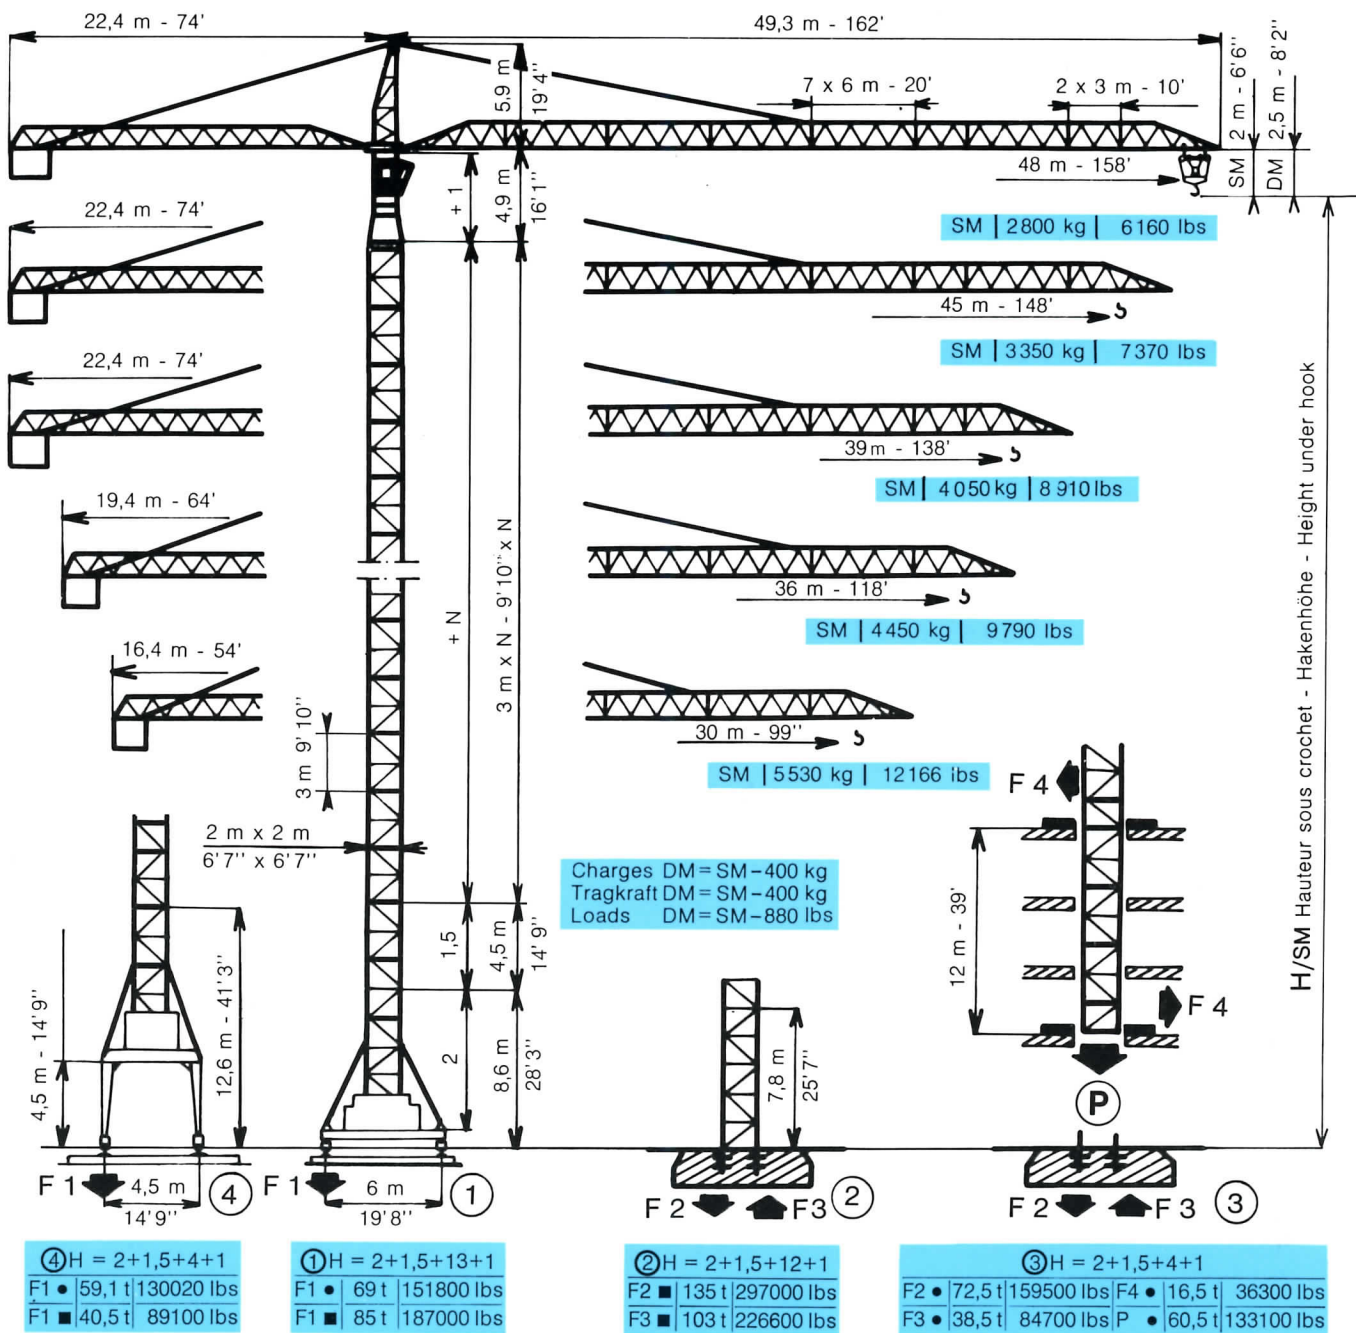 22,4 m - 74'
49,3 m - 162'
5,9 m
19'4''
7 x 6 m - 20'
2 x 3 m - 10'
SM 2 m - 6'6''
DM 2,5 m - 8'2''
48 m - 158'
+ 1
4,9 m
16'1''
SM | 2800 kg | 6160 lbs
22,4 m - 74'
45 m - 148'
SM | 3350 kg | 7370 lbs
22,4 m - 74'
39 m - 138'
SM | 4050 kg | 8910 lbs
19,4 m - 64'
36 m - 118'
SM | 4450 kg | 9790 lbs
16,4 m - 54'
30 m - 99''
SM | 5530 kg | 12166 lbs
+ N
3 m x N - 9'10'' x N
3 m 9'10''
2 m x 2 m
6'7'' x 6'7''
H/SM Hauteur sous crochet - Hakenhöhe - Height under hook
Charges DM = SM-400 kg
Tragkraft DM = SM-400 kg
Loads DM = SM-880 lbs
1,5
4,5 m
14'9''
2
8,6 m
28'3''
4,5 m - 14'9''
12,6 m - 41'3''
7,8 m
25'7''
F 4
12 m - 39'
F 4
P
F 1
4,5 m
14'9''
4
F 1
6 m
19'8''
1
F 2
F3
2
F 2
F 3
3
4 H = 2+1,5+4+1
F1 ● 59,1 t 130020 lbs
F1 ■ 40,5 t 89100 lbs
1 H = 2+1,5+13+1
F1 ● 69 t 151800 lbs
F1 ■ 85 t 187000 lbs
2 H = 2+1,5+12+1
F2 ■ 135 t 297000 lbs
F3 ■ 103 t 226600 lbs
3 H = 2+1,5+4+1
F2 ● 72,5 t 159500 lbs F4 ● 16,5 t 36300 lbs
F3 ● 38,5 t 84700 lbs P ● 60,5 t 133100 lbs